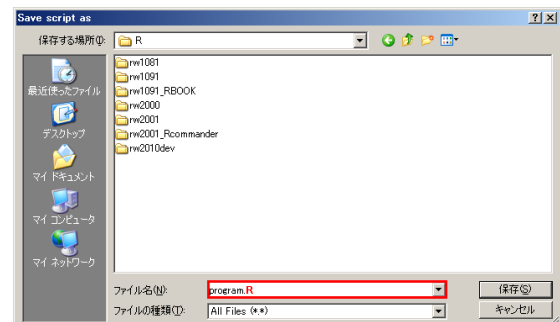 Save script as
保存する場所(I):
R
rw1081
rw1091
rw1091_RBOOK
rw2000
rw2001
rw2001_Rcommander
rw2010dev
最近使ったファイル
デスクトップ
マイ ドキュメント
マイ コンピュータ
マイ ネットワーク
ファイル名(N):
program.R
保存(S)
ファイルの種類(T):
All Files (*.*)
キャンセル